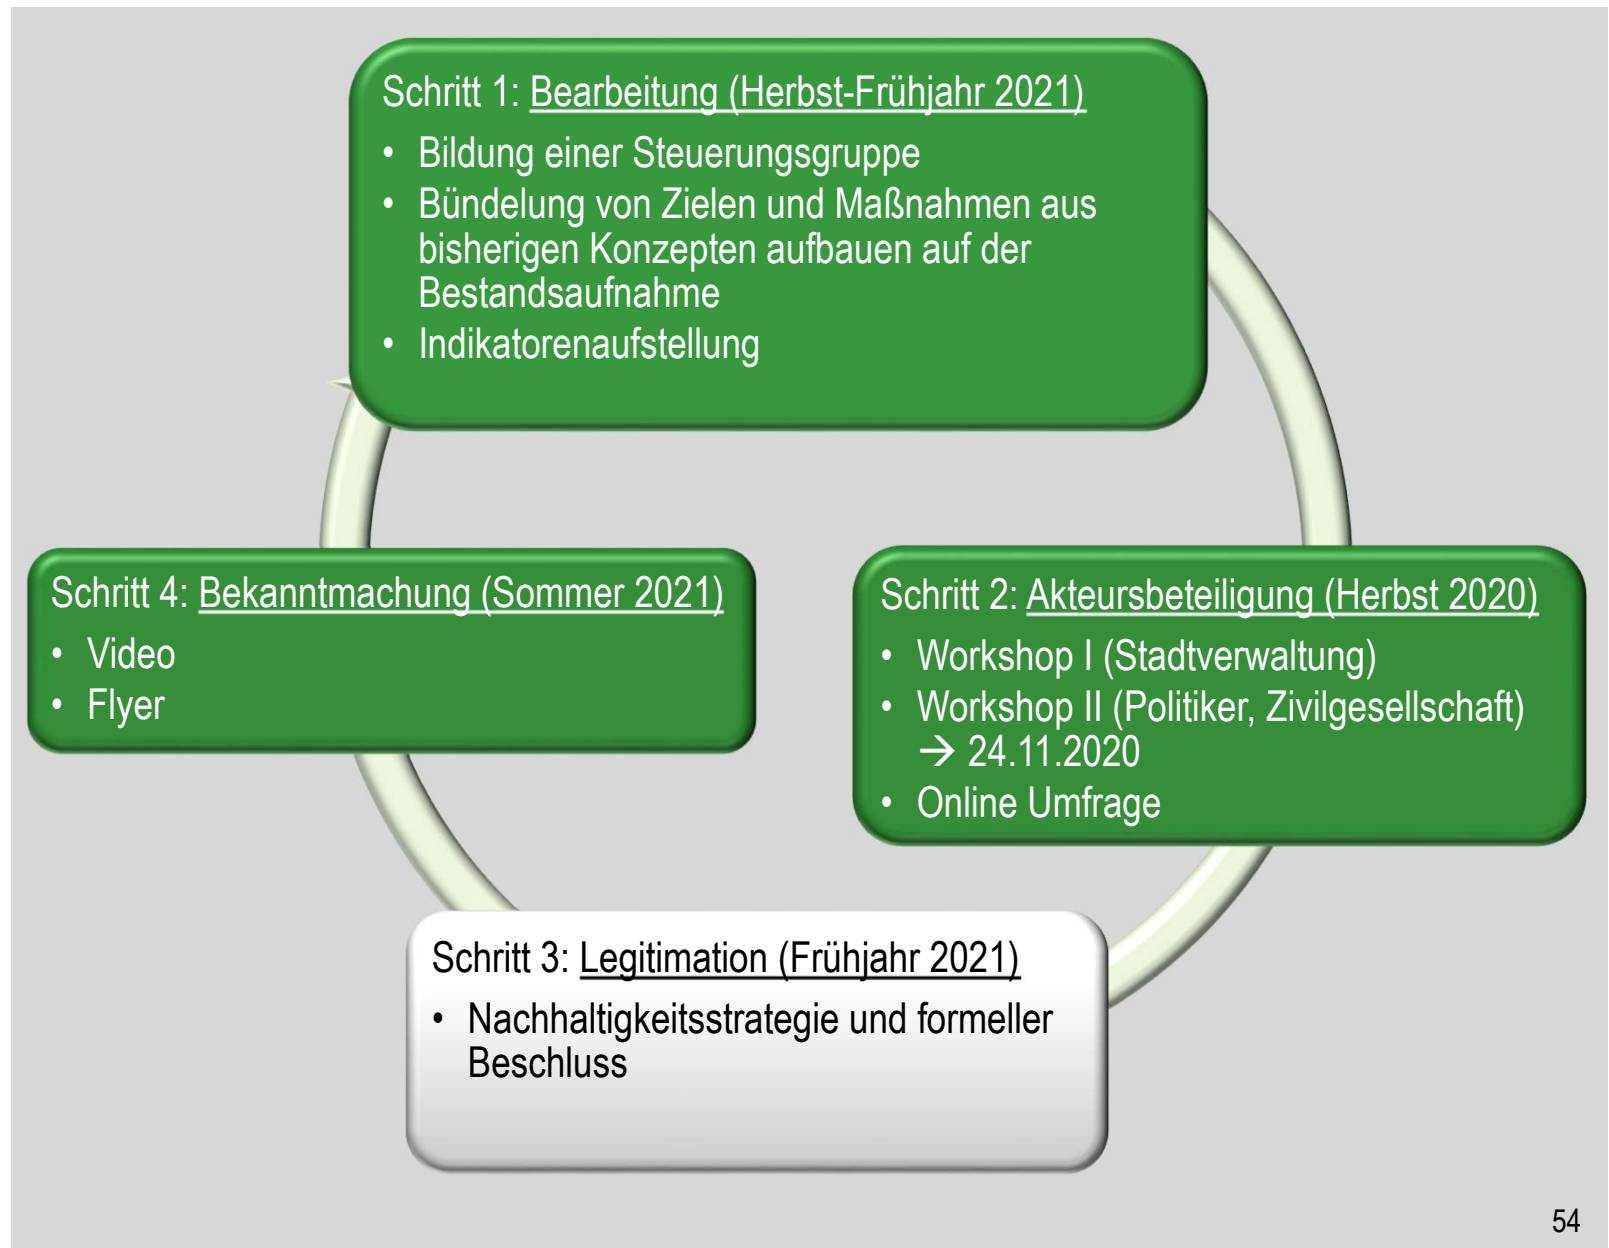 Schritt 1: Bearbeitung (Herbst-Frühjahr 2021)
• Bildung einer Steuerungsgruppe
• Bündelung von Zielen und Maßnahmen aus
bisherigen Konzepten aufbauen auf der
Bestandsaufnahme
• Indikatorenaufstellung
Schritt 2: Akteursbeteiligung (Herbst 2020)
• Workshop I (Stadtverwaltung)
• Workshop II (Politiker, Zivilgesellschaft)
→ 24.11.2020
• Online Umfrage
Schritt 3: Legitimation (Frühjahr 2021)
• Nachhaltigkeitsstrategie und formeller
Beschluss
Schritt 4: Bekanntmachung (Sommer 2021)
• Video
• Flyer
54